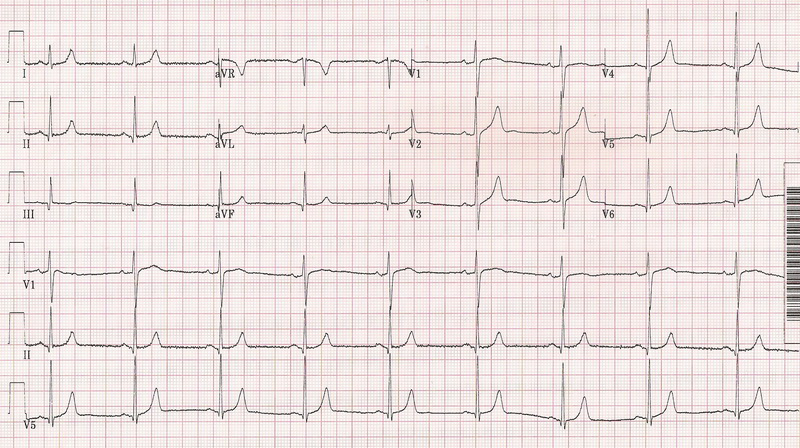 I aVR V1 V4
II aVL V2 V5
III aVF V3 V6
V1
II
V5